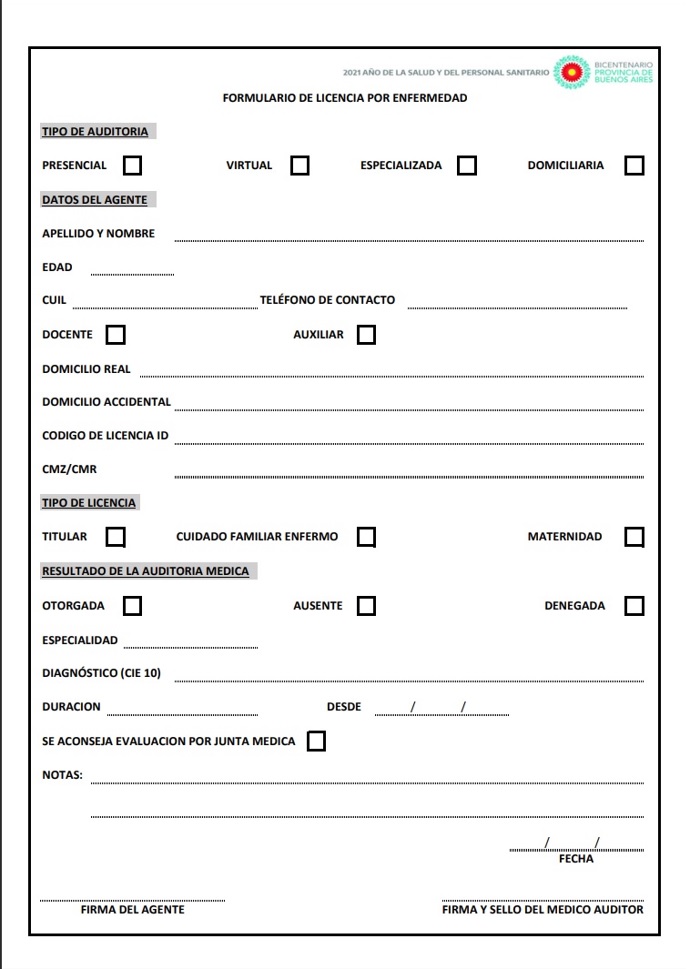 2021 AÑO DE LA SALUD Y DEL PERSONAL SANITARIO
BICENTENARIO
PROVINCIA DE
BUENOS AIRES
FORMULARIO DE LICENCIA POR ENFERMEDAD
TIPO DE AUDITORIA
PRESENCIAL VIRTUAL ESPECIALIZADA DOMICILIARIA
DATOS DEL AGENTE
APELLIDO Y NOMBRE
EDAD
CUIL TELÉFONO DE CONTACTO
DOCENTE AUXILIAR
DOMICILIO REAL
DOMICILIO ACCIDENTAL
CODIGO DE LICENCIA ID
CMZ/CMR
TIPO DE LICENCIA
TITULAR CUIDADO FAMILIAR ENFERMO MATERNIDAD
RESULTADO DE LA AUDITORIA MEDICA
OTORGADA AUSENTE DENEGADA
ESPECIALIDAD
DIAGNÓSTICO (CIE 10)
DURACION DESDE / /
SE ACONSEJA EVALUACION POR JUNTA MEDICA
NOTAS:
/ /
FECHA
FIRMA DEL AGENTE FIRMA Y SELLO DEL MEDICO AUDITOR